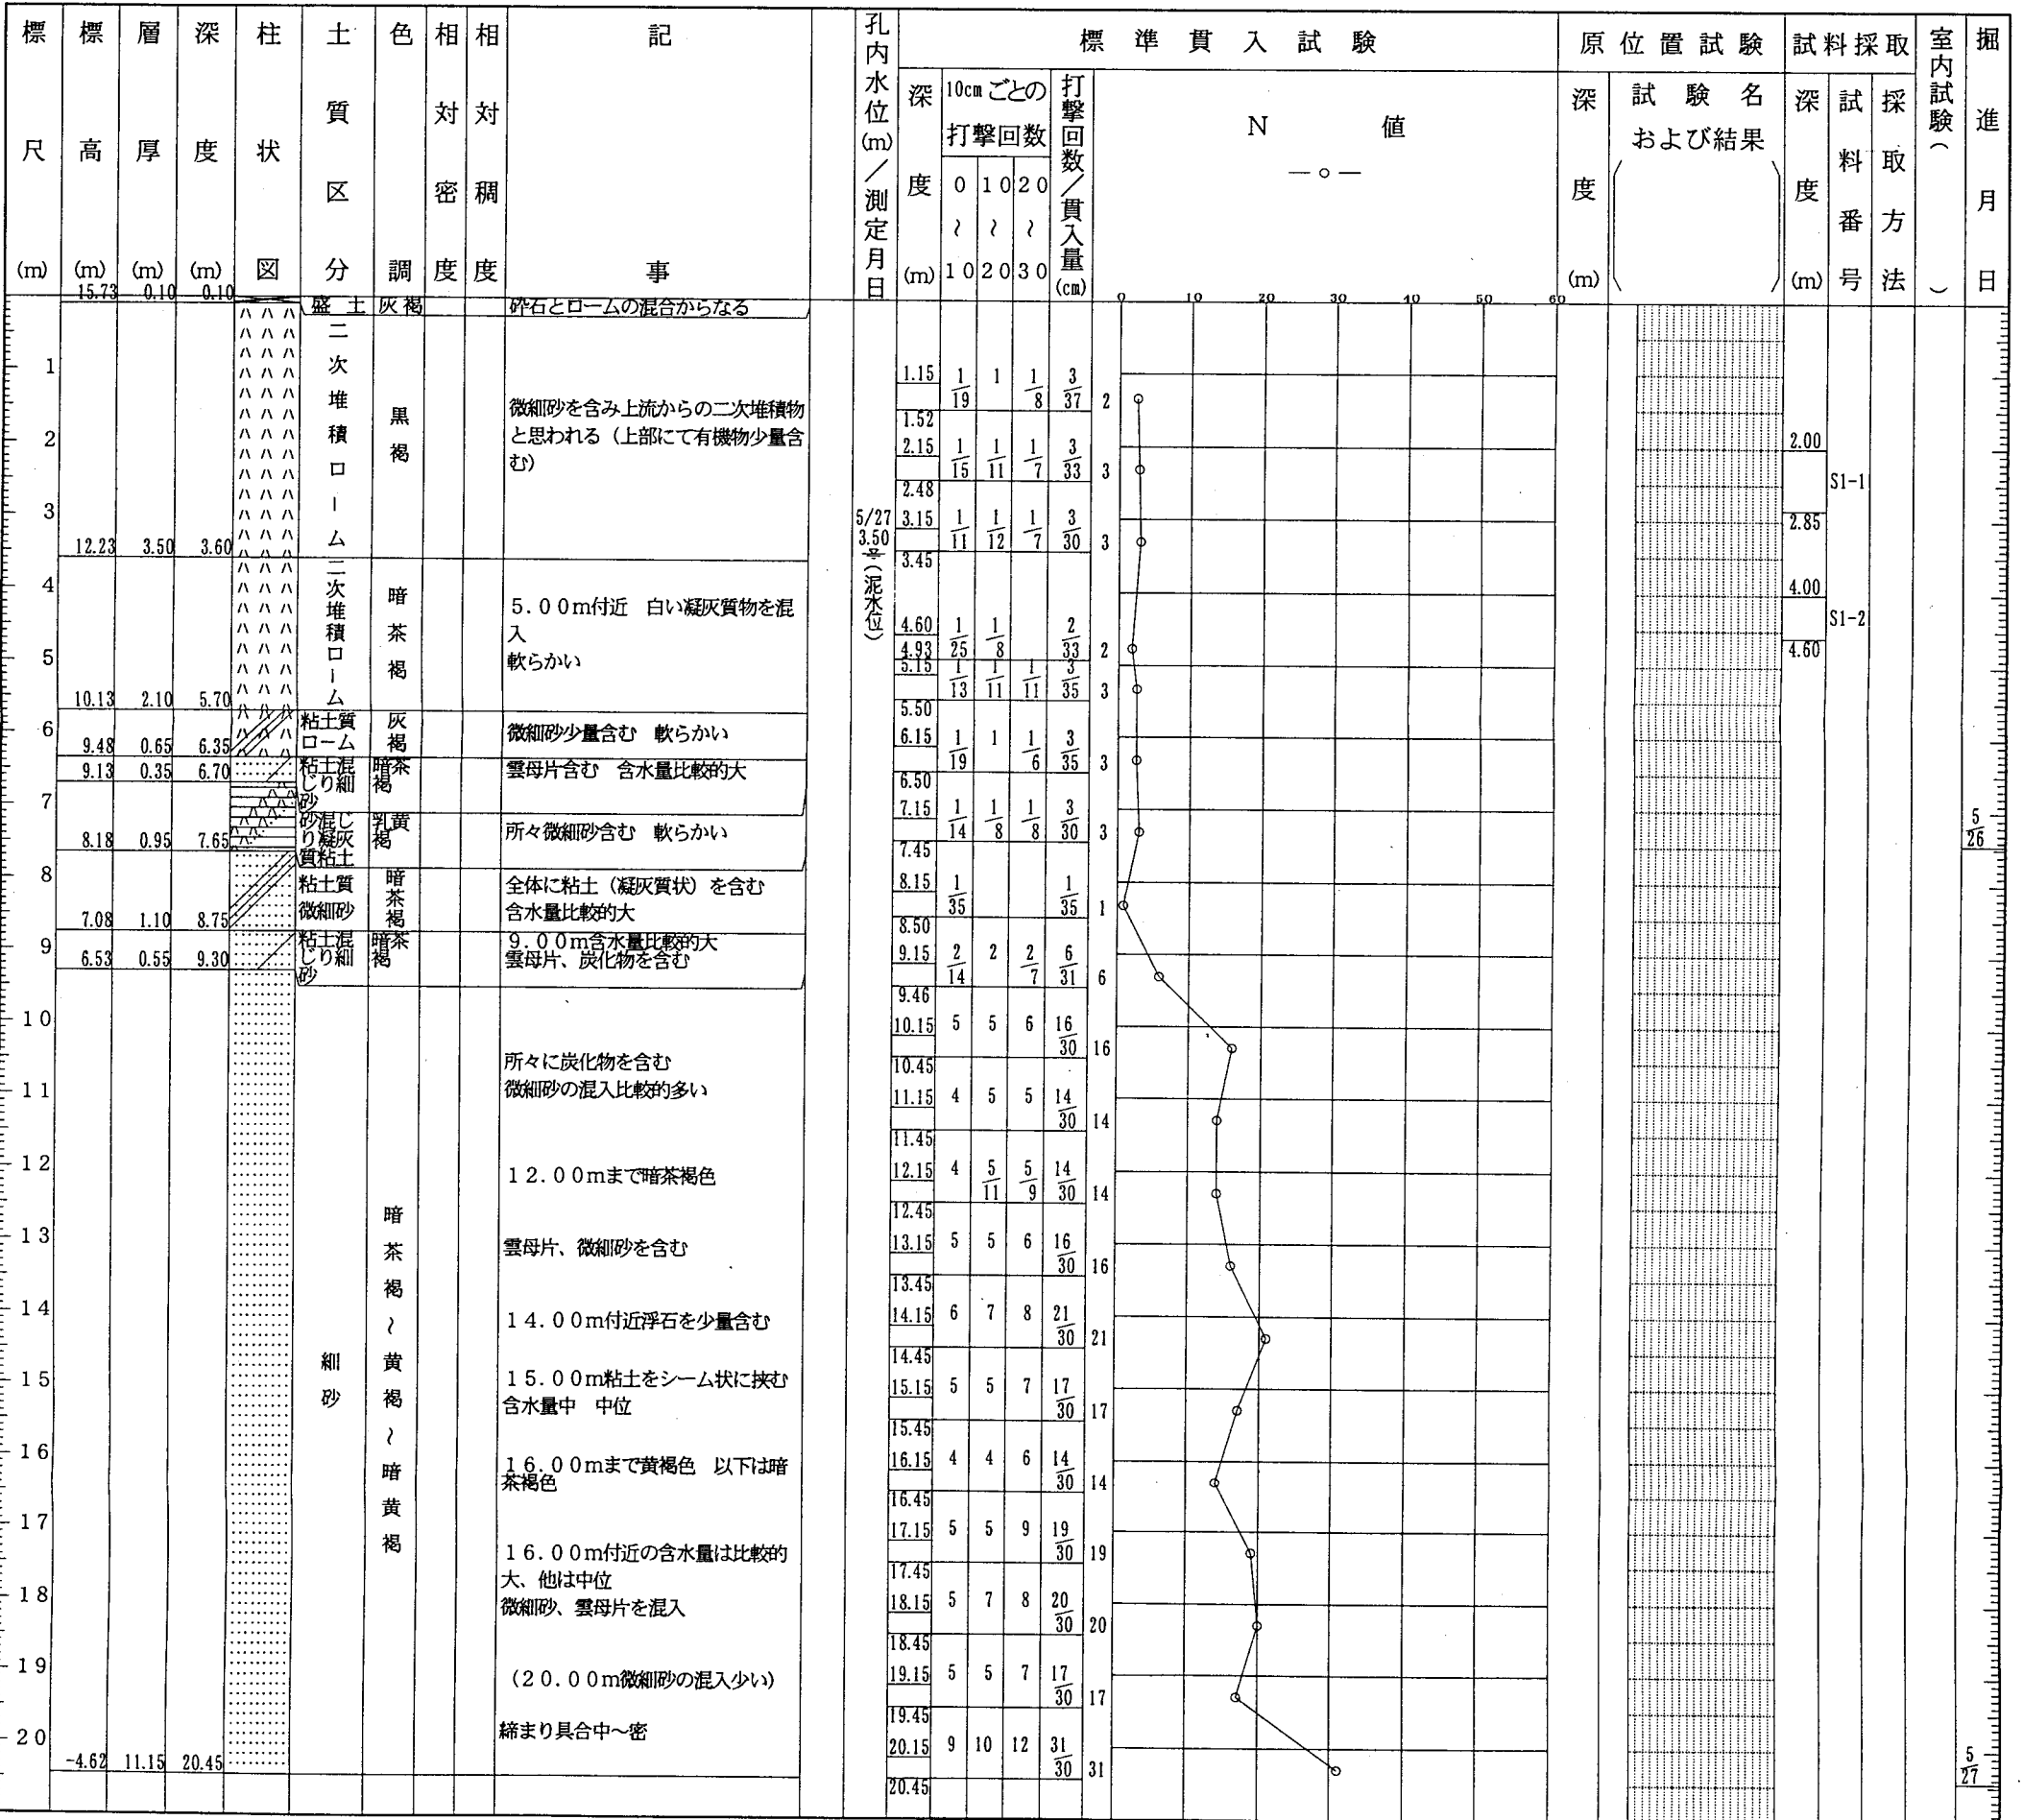 標尺(m) 標高(m) 層厚(m) 深度(m) 柱状図 土質区分 色調 相対密度 相対稠度 記事 孔内水位(m)/測定月日 標準貫入試験 原位置試験 試料採取 室内試験( ) 掘進月日
深度(m) 10cmごとの打撃回数 打撃回数/貫入量(cm) N値 深度(m) 試験名および結果( ) 深度(m) 試料番号 採取方法
0~10 10~20 20~30 —o—
0 10 20 30 40 50 60
15.73 0.10 0.10 盛土 灰褐 砕石とロームの混合からなる
二次堆積ローム 黒褐
微細砂を含み上流からの二次堆積物
と思われる(上部にて有機物少量含
む)
12.23 3.50 3.60
二次堆積ローム 暗茶褐
5.00m付近 白い凝灰質物を混
入
軟らかい
10.13 2.10 5.70
粘土質ローム 灰褐 微細砂少量含む 軟らかい
9.48 0.65 6.35
粘土混じり細砂 暗茶褐 雲母片含む 含水量比較的大
9.13 0.35 6.70
砂混じり凝灰質粘土 乳黄褐 所々微細砂含む 軟らかい
8.18 0.95 7.65
粘土質微細砂 暗茶褐
全体に粘土(凝灰質状)を含む
含水量比較的大
7.08 1.10 8.75
粘土混じり細砂 暗茶褐
9.00m含水量比較的大
雲母片、炭化物を含む
6.53 0.55 9.30
細砂 暗茶褐~黄褐~暗黄褐
所々に炭化物を含む
微細砂の混入比較的多い
12.00mまで暗茶褐色
雲母片、微細砂を含む
14.00m付近浮石を少量含む
15.00m粘土をシーム状に挟む
含水量中 中位
16.00mまで黄褐色 以下は暗
茶褐色
16.00m付近の含水量は比較的
大、他は中位
微細砂、雲母片を混入
(20.00m微細砂の混入少い)
締まり具合中~密
-4.62 11.15 20.45
1
2
3
4
5
6
7
8
9
10
11
12
13
14
15
16
17
18
19
20
5/27
3.50
(泥水位)
1.15 1/19 1 1/8 3/37 2
1.52
2.15 1/15 1/11 1/7 3/33 3
2.48
3.15 1/11 1/12 1/7 3/30 3
3.45
4.60 1/25 1/8 2/33 2
4.93
5.15 1/13 1/11 1/11 3/35 3
5.50
6.15 1/19 1 1/6 3/35 3
6.50
7.15 1/14 1/8 1/8 3/30 3
7.45
8.15 1/35 1/35 1
8.50
9.15 2/14 2 2/7 6/31 6
9.46
10.15 5 5 6 16/30 16
10.45
11.15 4 5 5 14/30 14
11.45
12.15 4 5/11 5/9 14/30 14
12.45
13.15 5 5 6 16/30 16
13.45
14.15 6 7 8 21/30 21
14.45
15.15 5 5 7 17/30 17
15.45
16.15 4 4 6 14/30 14
16.45
17.15 5 5 9 19/30 19
17.45
18.15 5 7 8 20/30 20
18.45
19.15 5 5 7 17/30 17
19.45
20.15 9 10 12 31/30 31
20.45
2.00
S1-1
2.85
4.00
S1-2
4.60
5/26
5/27